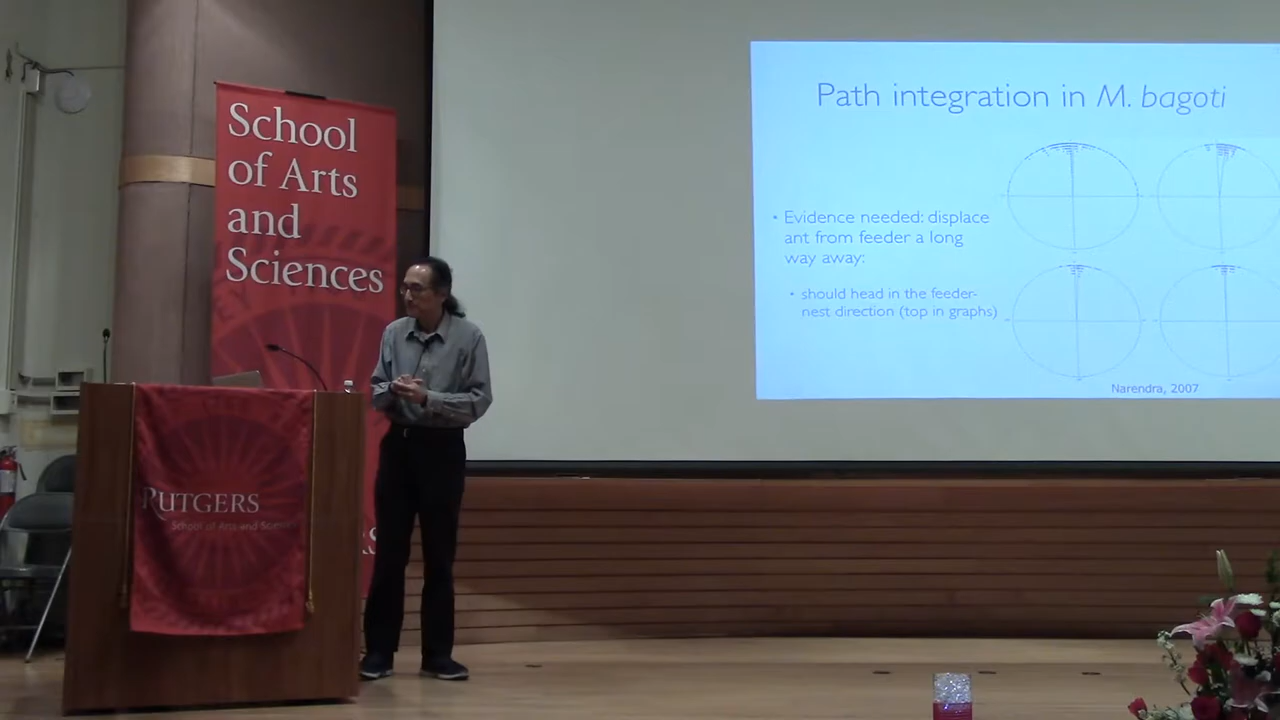 School
of Arts
and
Sciences
RUTGERS
School of Arts and Sciences
Path integration in M. bagoti
• Evidence needed: displace
ant from feeder a long
way away:
• should head in the feeder-
nest direction (top in graphs)
Narendra, 2007